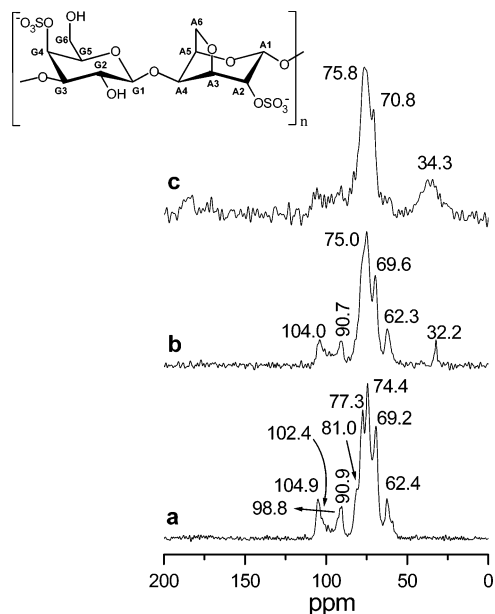 ⁻O₃SO OH
G6
G4 G5 O
G2
G3 OH G1
O
A6
O
A5 O A1
O
A4 A3 A2
OSO₃⁻
n
75.8
70.8
34.3
c
75.0
69.6
104.0 90.7 62.3 32.2
b
74.4
77.3
69.2
81.0
102.4
104.9 90.9 62.4
98.8
a
200 150 100 50 0
ppm